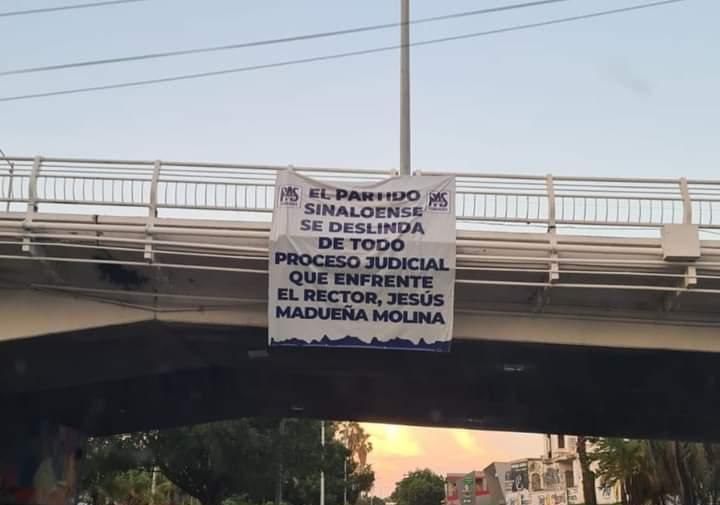 PAS
EL PARTIDO
PAS
SINALOENSE
SE DESLINDA
DE TODO
PROCESO JUDICIAL
QUE ENFRENTE
EL RECTOR, JESÚS
MADUEÑA MOLINA